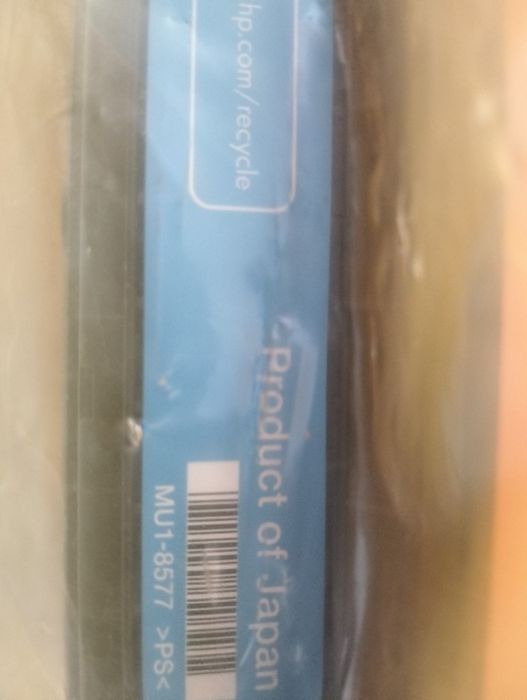 hp.com/recycle
Product of Japan
MU1-8577 >PS<